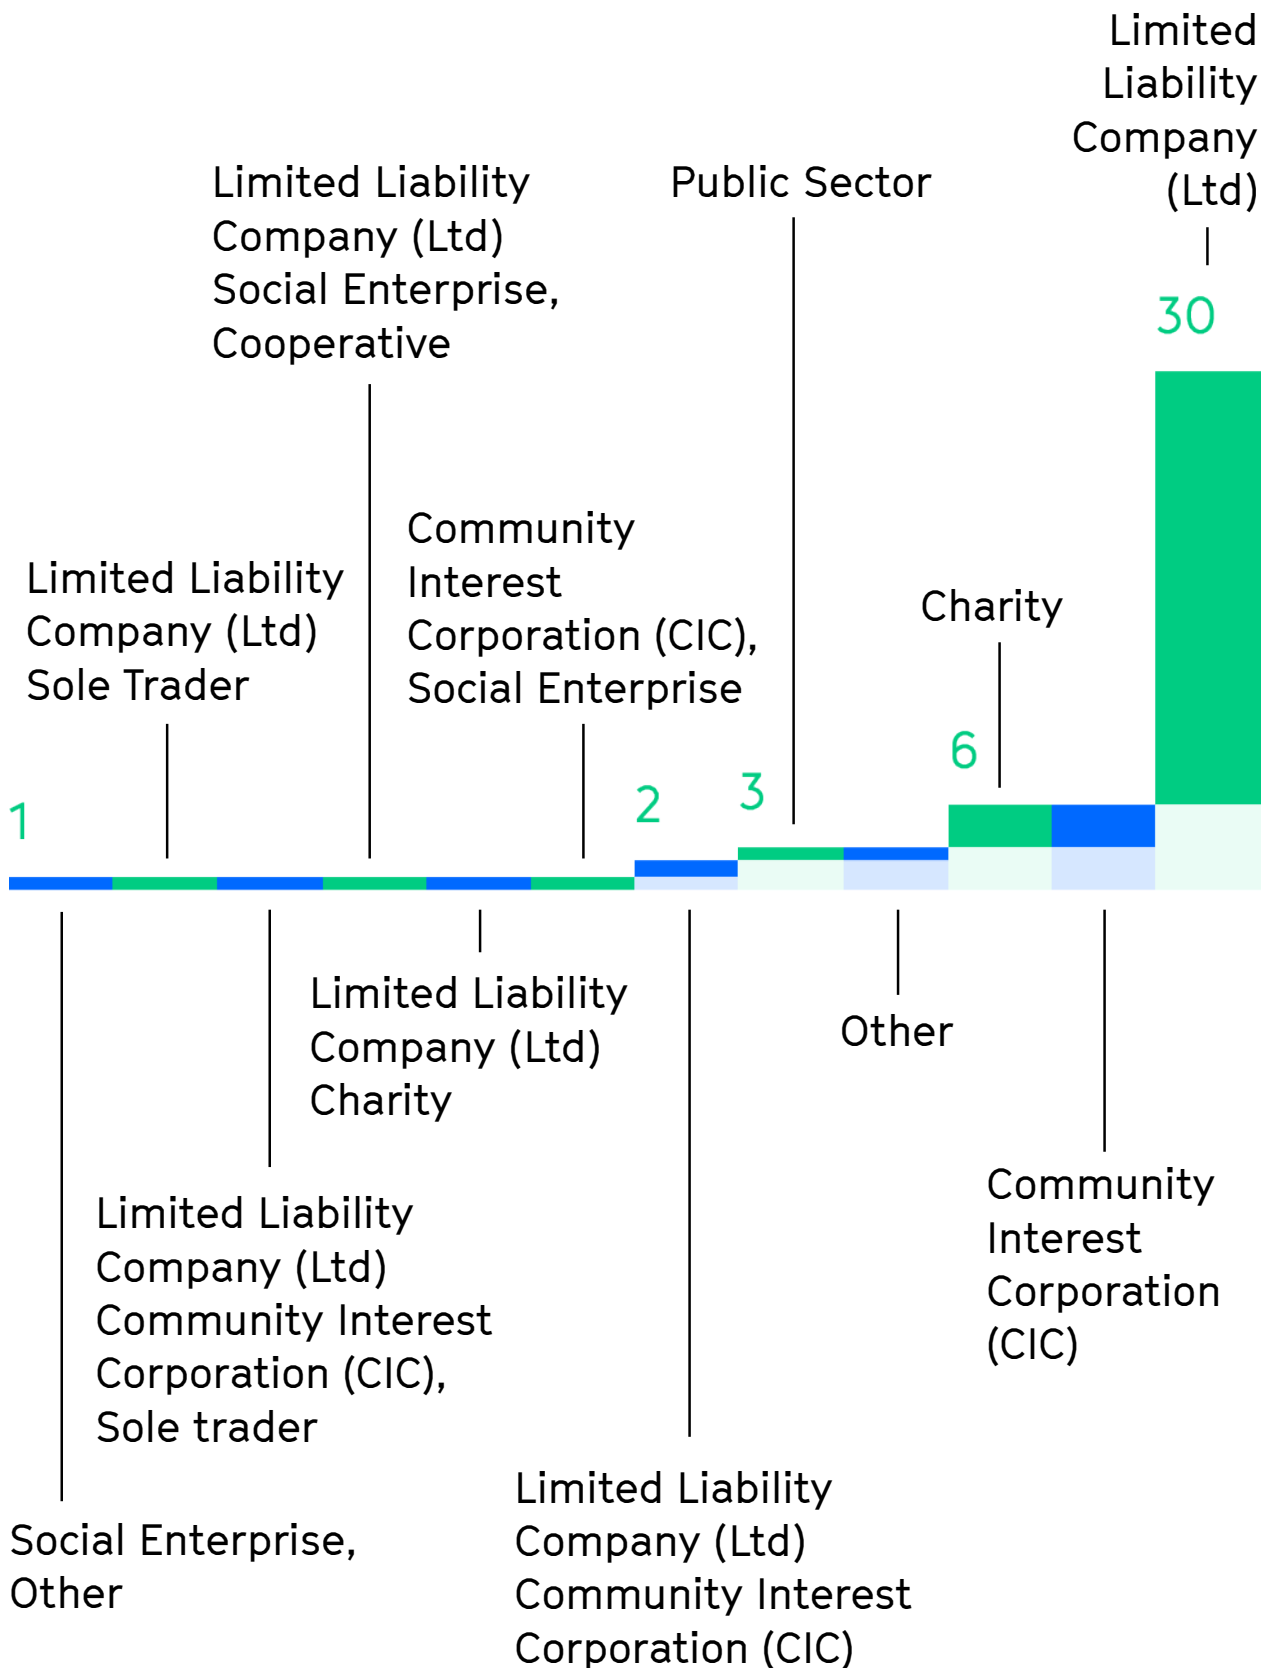 Limited
Liability
Company
(Ltd)
30
Limited Liability
Company (Ltd)
Social Enterprise,
Cooperative
Public Sector
Community
Interest
Corporation (CIC),
Social Enterprise
Limited Liability
Company (Ltd)
Sole Trader
Charity
1
2
3
6
Limited Liability
Company (Ltd)
Charity
Other
Limited Liability
Company (Ltd)
Community Interest
Corporation (CIC),
Sole trader
Community
Interest
Corporation
(CIC)
Social Enterprise,
Other
Limited Liability
Company (Ltd)
Community Interest
Corporation (CIC)